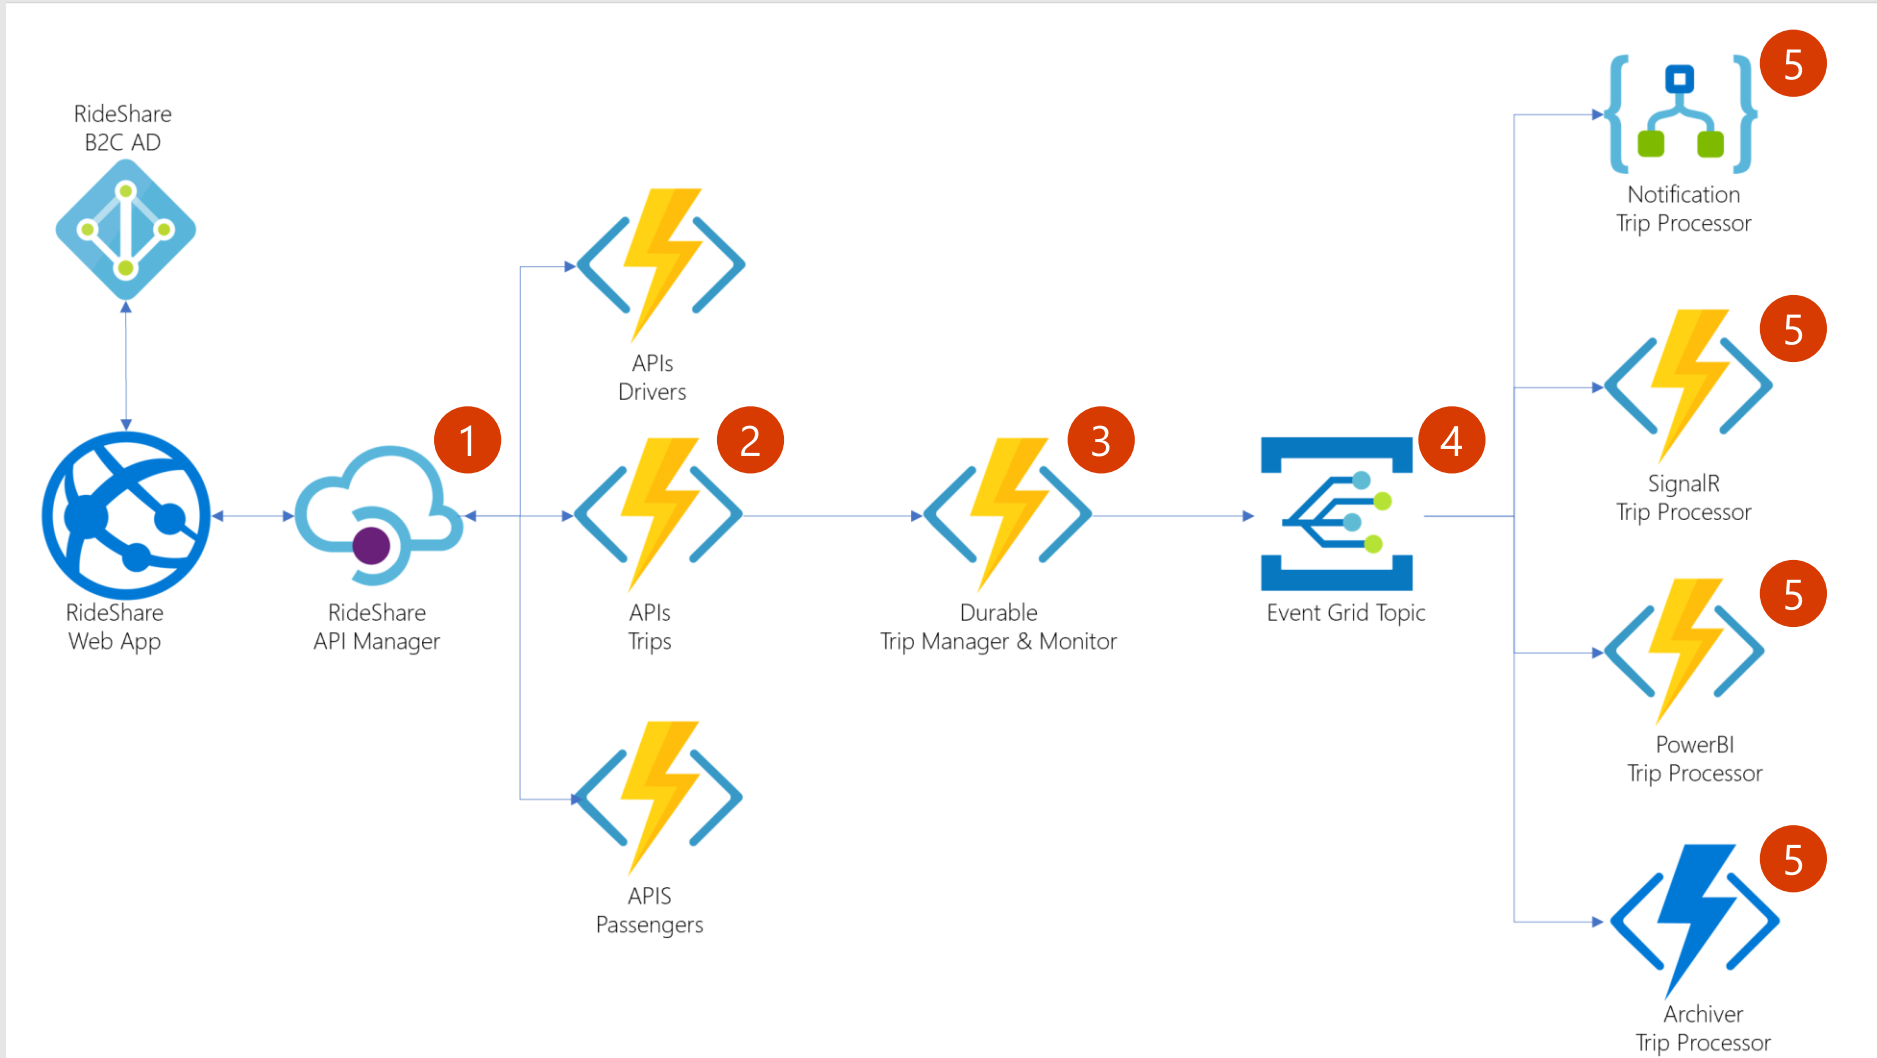 RideShare
B2C AD
RideShare
Web App
1
RideShare
API Manager
APIs
Drivers
2
APIs
Trips
APIS
Passengers
3
Durable
Trip Manager & Monitor
4
Event Grid Topic
5
Notification
Trip Processor
5
SignalR
Trip Processor
5
PowerBI
Trip Processor
5
Archiver
Trip Processor